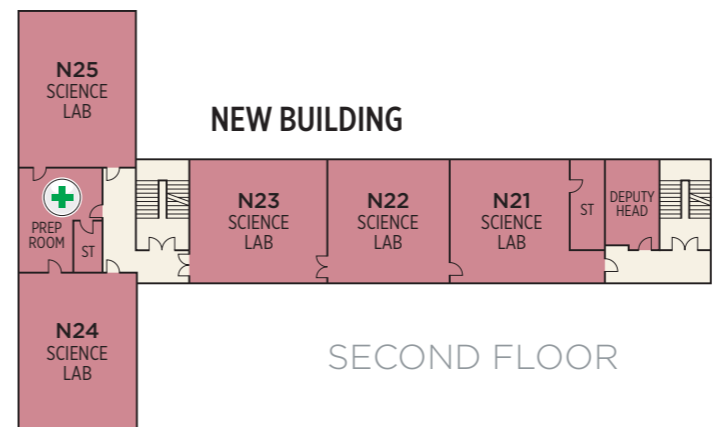 N25
SCIENCE
LAB
NEW BUILDING
PREP
ROOM
ST
N23
SCIENCE
LAB
N22
SCIENCE
LAB
N21
SCIENCE
LAB
ST
DEPUTY
HEAD
N24
SCIENCE
LAB
SECOND FLOOR